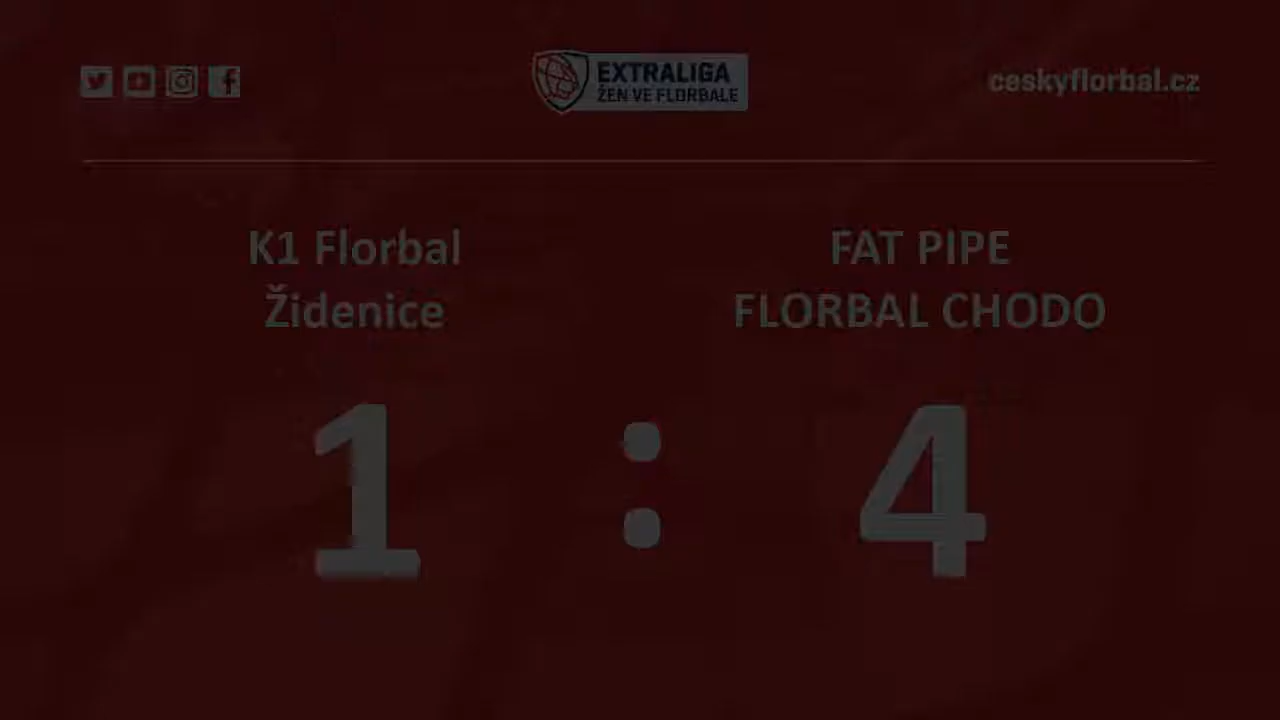 EXTRALIGA
ŽEN VE FLORBALE
ceskyflorbal.cz
K1 Florbal
Židenice
FAT PIPE
FLORBAL CHODO
1 : 4